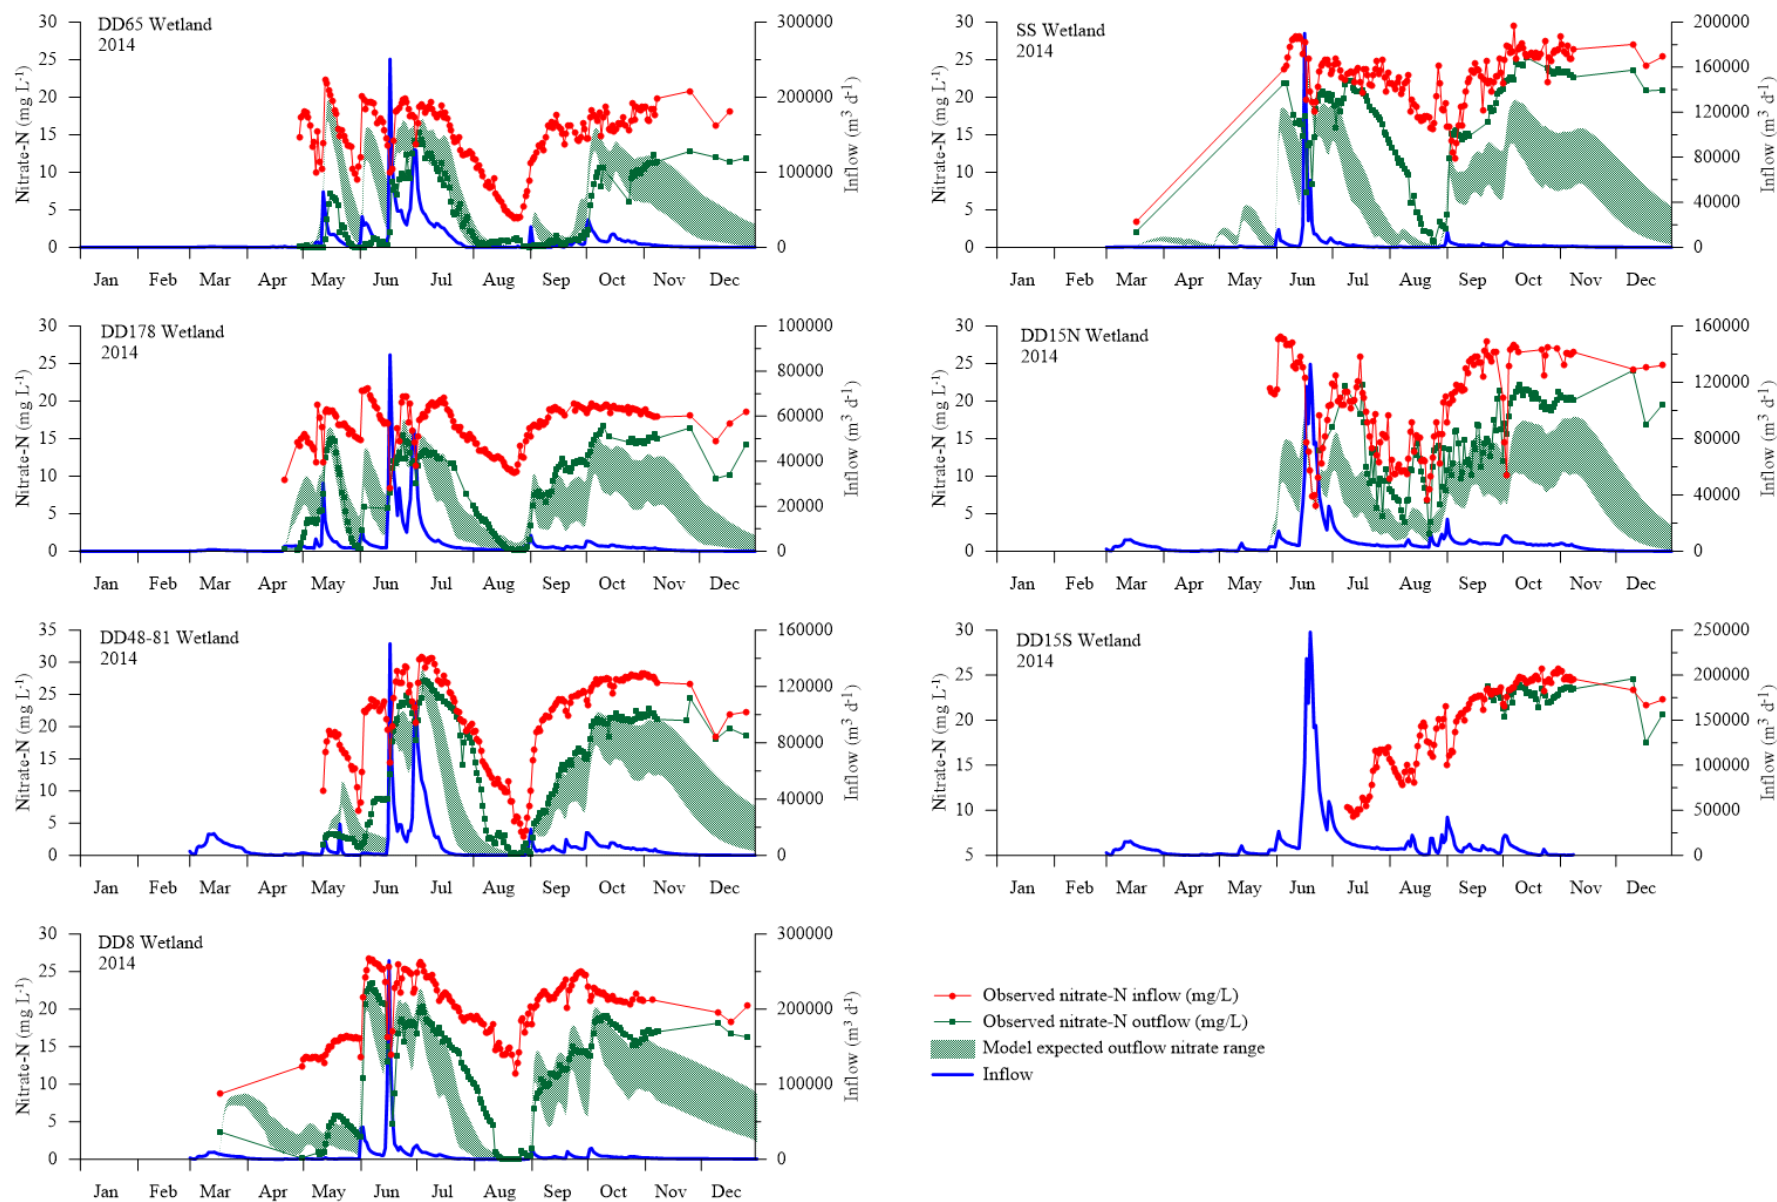 DD65 Wetland
2014
Nitrate-N (mg L-1)
30
25
20
15
10
5
0
300000
200000
100000
0
Inflow (m3 d-1)
Jan Feb Mar Apr May Jun Jul Aug Sep Oct Nov Dec
SS Wetland
2014
Nitrate-N (mg L-1)
30
25
20
15
10
5
0
200000
160000
120000
80000
40000
0
Inflow (m3 d-1)
Jan Feb Mar Apr May Jun Jul Aug Sep Oct Nov Dec
DD178 Wetland
2014
Nitrate-N (mg L-1)
30
25
20
15
10
5
0
100000
80000
60000
40000
20000
0
Inflow (m3 d-1)
Jan Feb Mar Apr May Jun Jul Aug Sep Oct Nov Dec
DD15N Wetland
2014
Nitrate-N (mg L-1)
30
25
20
15
10
5
0
160000
120000
80000
40000
0
Inflow (m3 d-1)
Jan Feb Mar Apr May Jun Jul Aug Sep Oct Nov Dec
DD48-81 Wetland
2014
Nitrate-N (mg L-1)
35
30
25
20
15
10
5
0
160000
120000
80000
40000
0
Inflow (m3 d-1)
Jan Feb Mar Apr May Jun Jul Aug Sep Oct Nov Dec
DD15S Wetland
2014
Nitrate-N (mg L-1)
30
25
20
15
10
5
250000
200000
150000
100000
50000
0
Inflow (m3 d-1)
Jan Feb Mar Apr May Jun Jul Aug Sep Oct Nov Dec
DD8 Wetland
2014
Nitrate-N (mg L-1)
30
25
20
15
10
5
0
300000
200000
100000
0
Inflow (m3 d-1)
Jan Feb Mar Apr May Jun Jul Aug Sep Oct Nov Dec
Observed nitrate-N inflow (mg/L)
Observed nitrate-N outflow (mg/L)
Model expected outflow nitrate range
Inflow